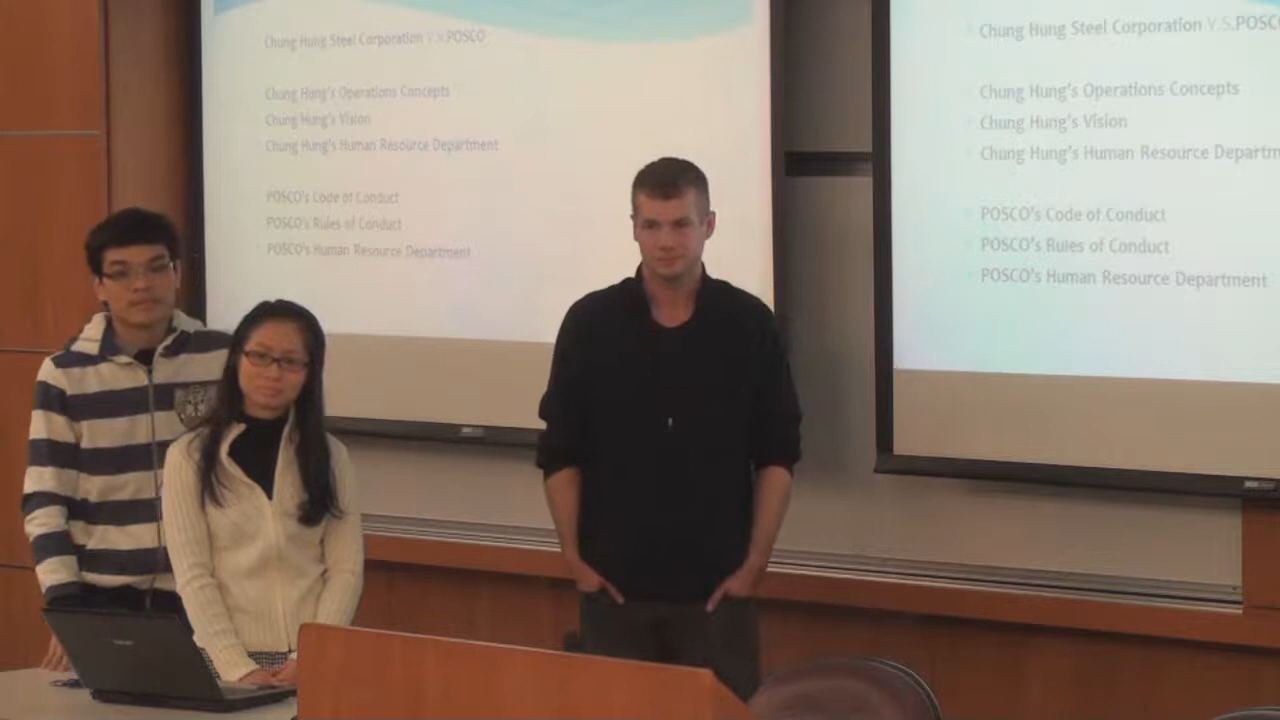 Chung Hung Steel Corporation V.S.POSCO
Chung Hung's Operations Concepts
Chung Hung's Vision
Chung Hung's Human Resource Department
POSCO's Code of Conduct
POSCO's Rules of Conduct
POSCO's Human Resource Department
Chung Hung Steel Corporation V.S.POSC
Chung Hung's Operations Concepts
Chung Hung's Vision
Chung Hung's Human Resource Departm
POSCO's Code of Conduct
POSCO's Rules of Conduct
POSCO's Human Resource Department